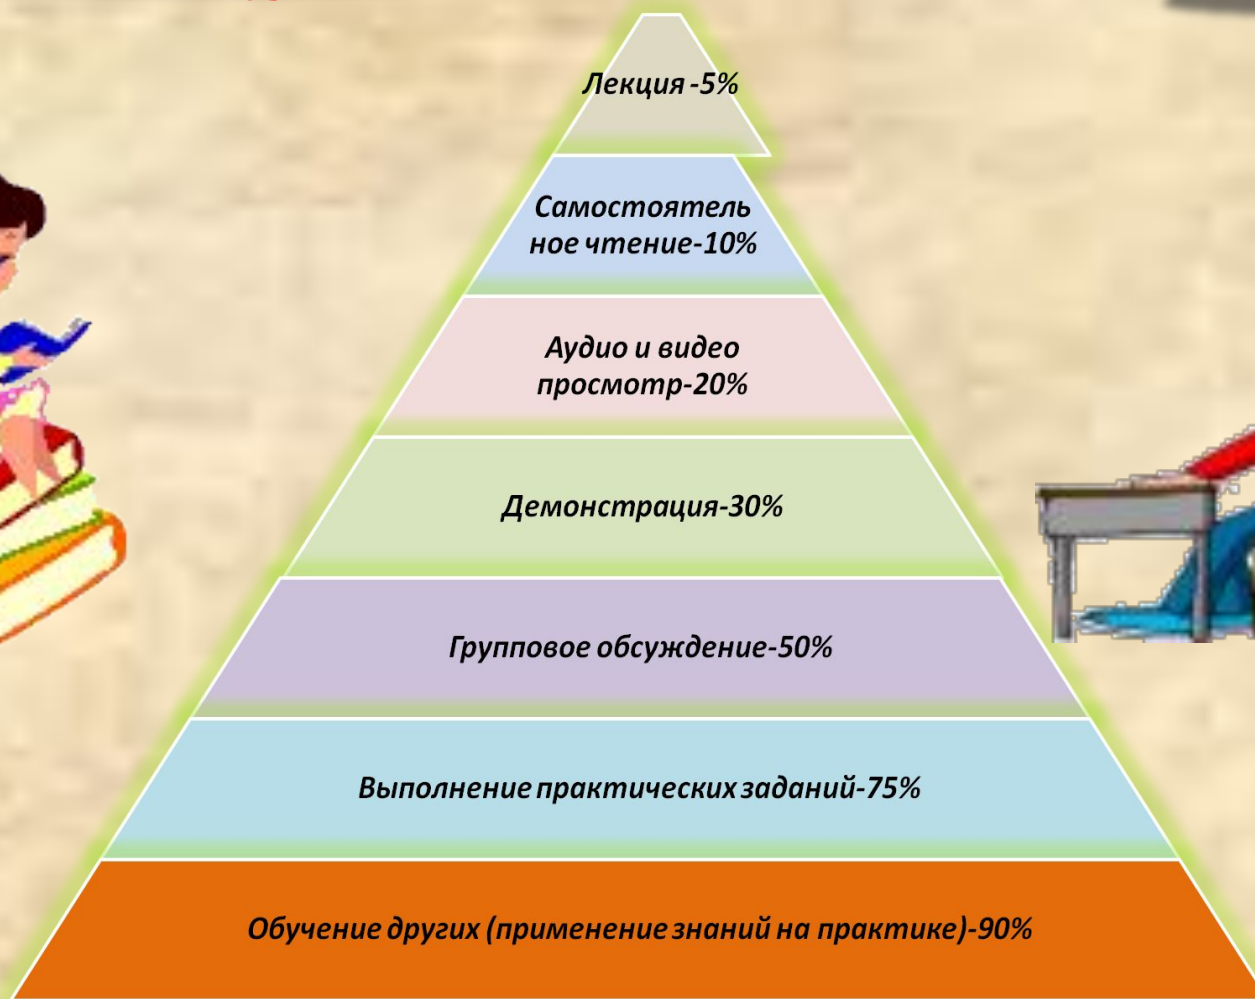 Лекция -5%
Самостоятель
ное чтение-10%
Аудио и видео
просмотр-20%
Демонстрация-30%
Групповое обсуждение-50%
Выполнение практических заданий-75%
Обучение других (применение знаний на практике)-90%